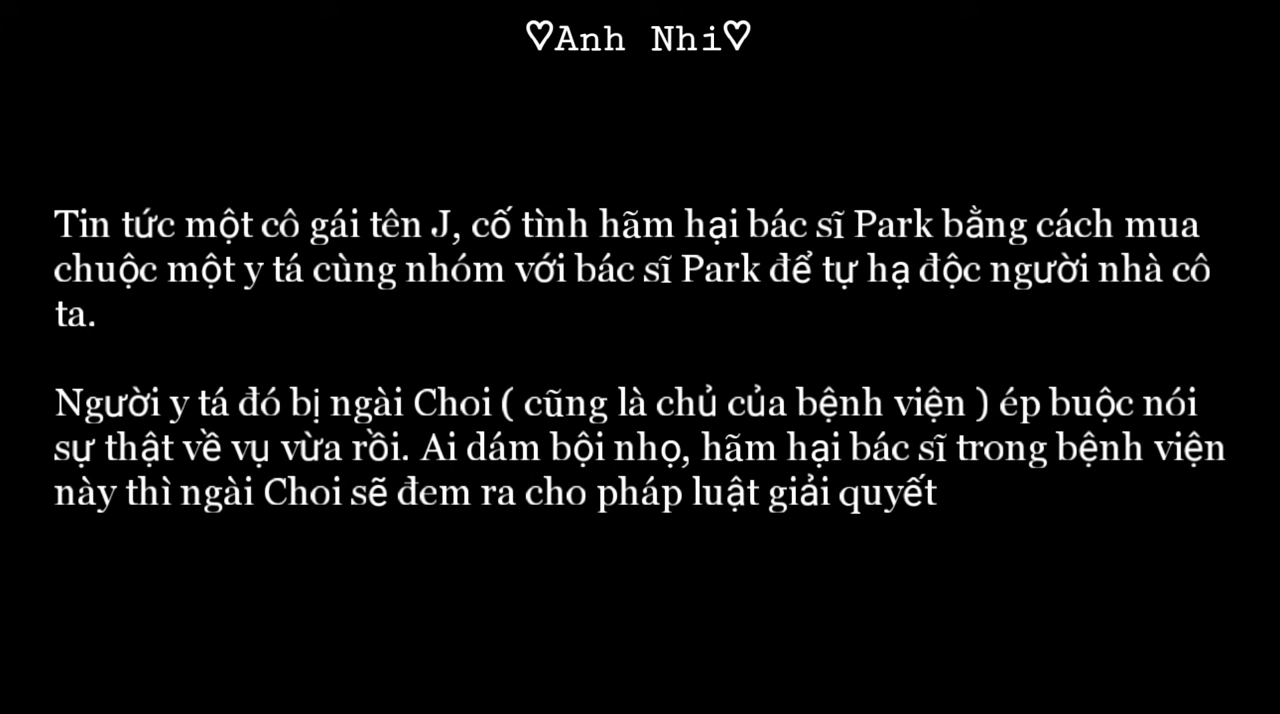 ♡Anh Nhi♡
Tin tức một cô gái tên J, cố tình hãm hại bác sĩ Park bằng cách mua
chuộc một y tá cùng nhóm với bác sĩ Park để tự hạ độc người nhà cô
ta.
Người y tá đó bị ngài Choi ( cũng là chủ của bệnh viện ) ép buộc nói
sự thật về vụ vừa rồi. Ai dám bội nhọ, hãm hại bác sĩ trong bệnh viện
này thì ngài Choi sẽ đem ra cho pháp luật giải quyết